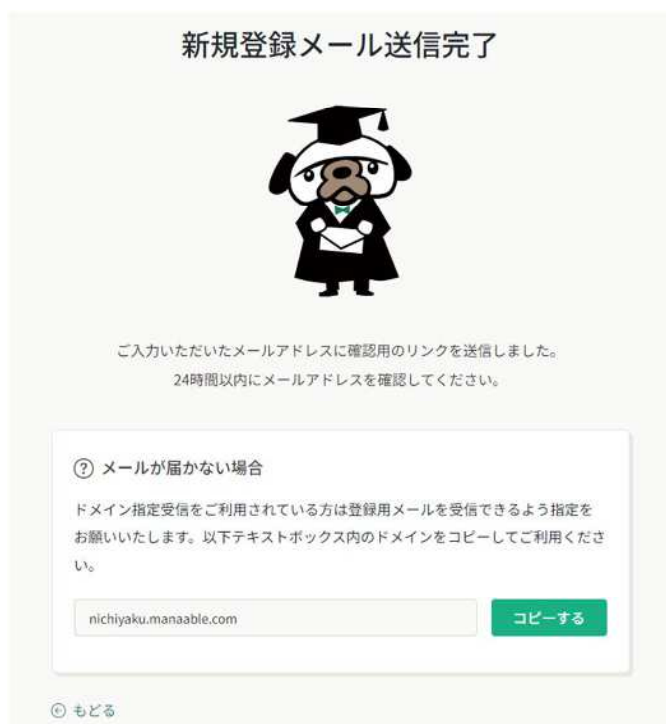 新規登録メール送信完了
ご入力いただいたメールアドレスに確認用のリンクを送信しました。
24時間以内にメールアドレスを確認してください。
? メールが届かない場合
ドメイン指定受信をご利用されている方は登録用メールを受信できるよう指定を
お願いいたします。以下テキストボックス内のドメインをコピーしてご利用くださ
い。
nichiyaku.manaable.com
コピーする
もどる